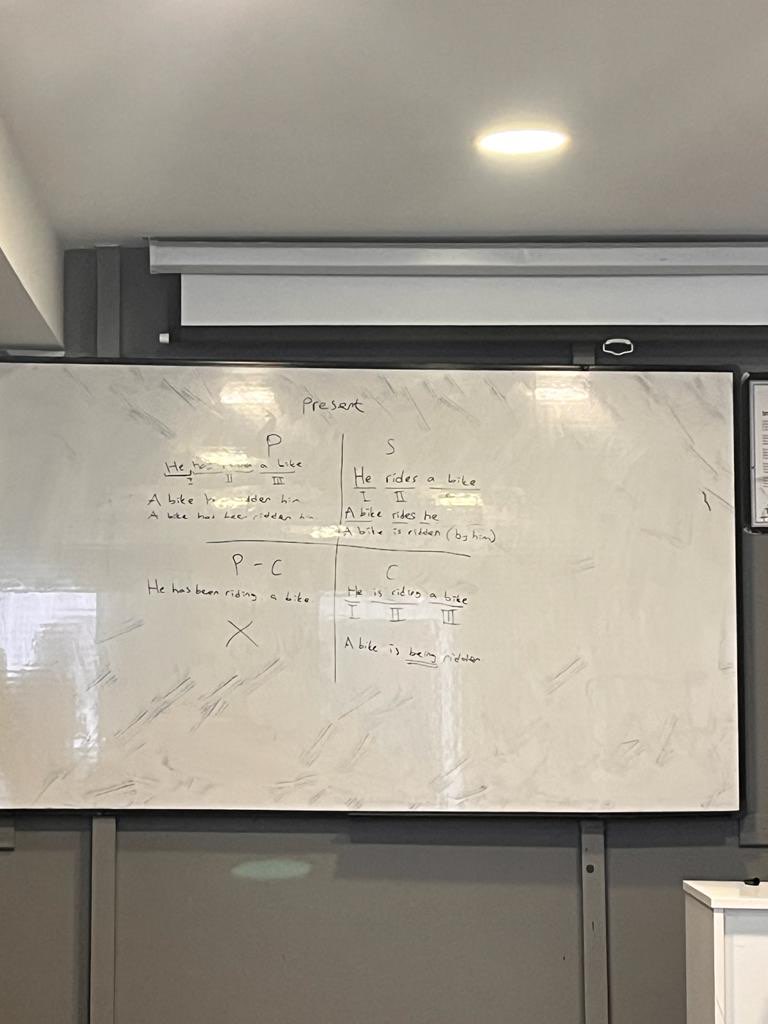 Present
P
He has a bike
I II III
A bike ridden him
A bike has been ridden him
S
He rides a bike
I II
A bike rides he
A bike is ridden (by him)
P - C
He has been riding a bike
X
C
He is riding a bike
I II III
A bike is being ridden